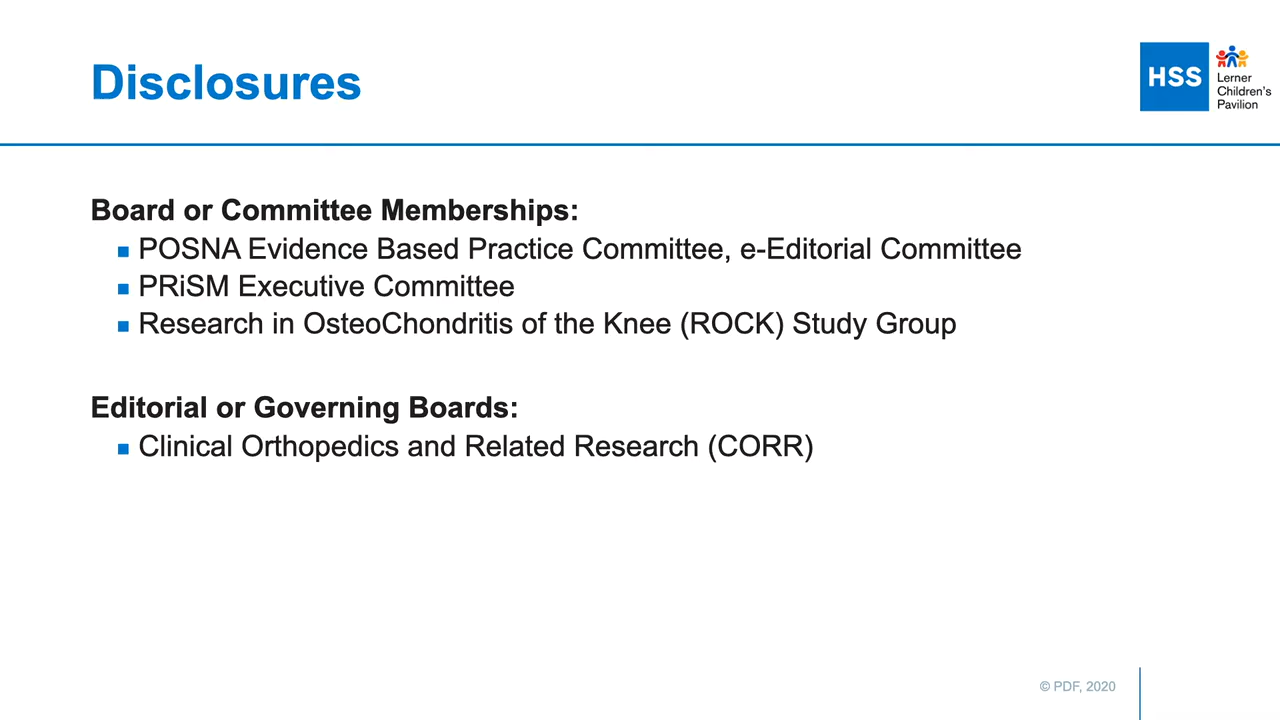 Disclosures
HSS
Lerner
Children's
Pavilion
Board or Committee Memberships:
POSNA Evidence Based Practice Committee, e-Editorial Committee
PRiSM Executive Committee
Research in OsteoChondritis of the Knee (ROCK) Study Group
Editorial or Governing Boards:
Clinical Orthopedics and Related Research (CORR)
© PDF, 2020